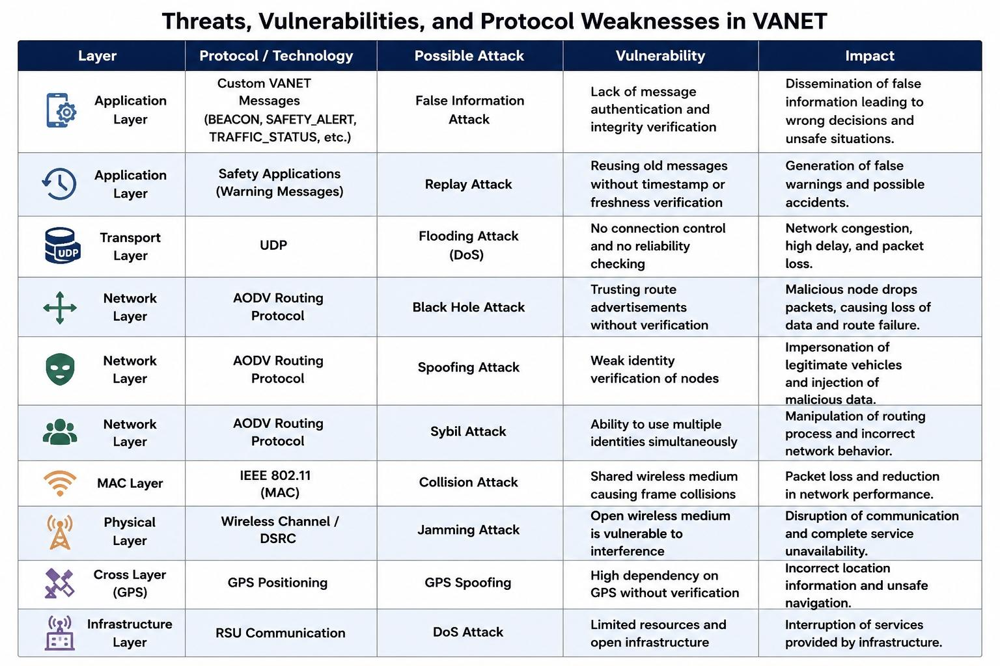 Threats, Vulnerabilities, and Protocol Weaknesses in VANET
Layer
Protocol / Technology
Possible Attack
Vulnerability
Impact
Application
Layer
Custom VANET
Messages
(BEACON, SAFETY_ALERT,
TRAFFIC_STATUS, etc.)
False Information
Attack
Lack of message
authentication and
integrity verification
Dissemination of false
information leading to
wrong decisions and
unsafe situations.
Application
Layer
Safety Applications
(Warning Messages)
Replay Attack
Reusing old messages
without timestamp or
freshness verification
Generation of false
warnings and possible
accidents.
UDP
Transport
Layer
UDP
Flooding Attack
(DoS)
No connection control
and no reliability
checking
Network congestion,
high delay, and packet
loss.
Network
Layer
AODV Routing
Protocol
Black Hole Attack
Trusting route
advertisements
without verification
Malicious node drops
packets, causing loss of
data and route failure.
Network
Layer
AODV Routing
Protocol
Spoofing Attack
Weak identity
verification of nodes
Impersonation of
legitimate vehicles
and injection of
malicious data.
Network
Layer
AODV Routing
Protocol
Sybil Attack
Ability to use multiple
identities simultaneously
Manipulation of routing
process and incorrect
network behavior.
MAC Layer
IEEE 802.11
(MAC)
Collision Attack
Shared wireless medium
causing frame collisions
Packet loss and reduction
in network performance.
Physical
Layer
Wireless Channel /
DSRC
Jamming Attack
Open wireless medium
is vulnerable to
interference
Disruption of communication
and complete service
unavailability.
Cross Layer
(GPS)
GPS Positioning
GPS Spoofing
High dependency on
GPS without verification
Incorrect location
information and unsafe
navigation.
Infrastructure
Layer
RSU Communication
DoS Attack
Limited resources and
open infrastructure
Interruption of services
provided by infrastructure.